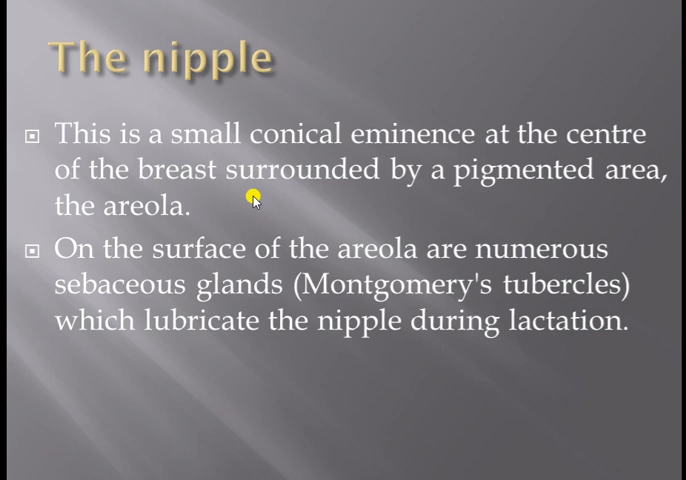 The nipple
This is a small conical eminence at the centre
of the breast surrounded by a pigmented area,
the areola.
On the surface of the areola are numerous
sebaceous glands (Montgomery's tubercles)
which lubricate the nipple during lactation.